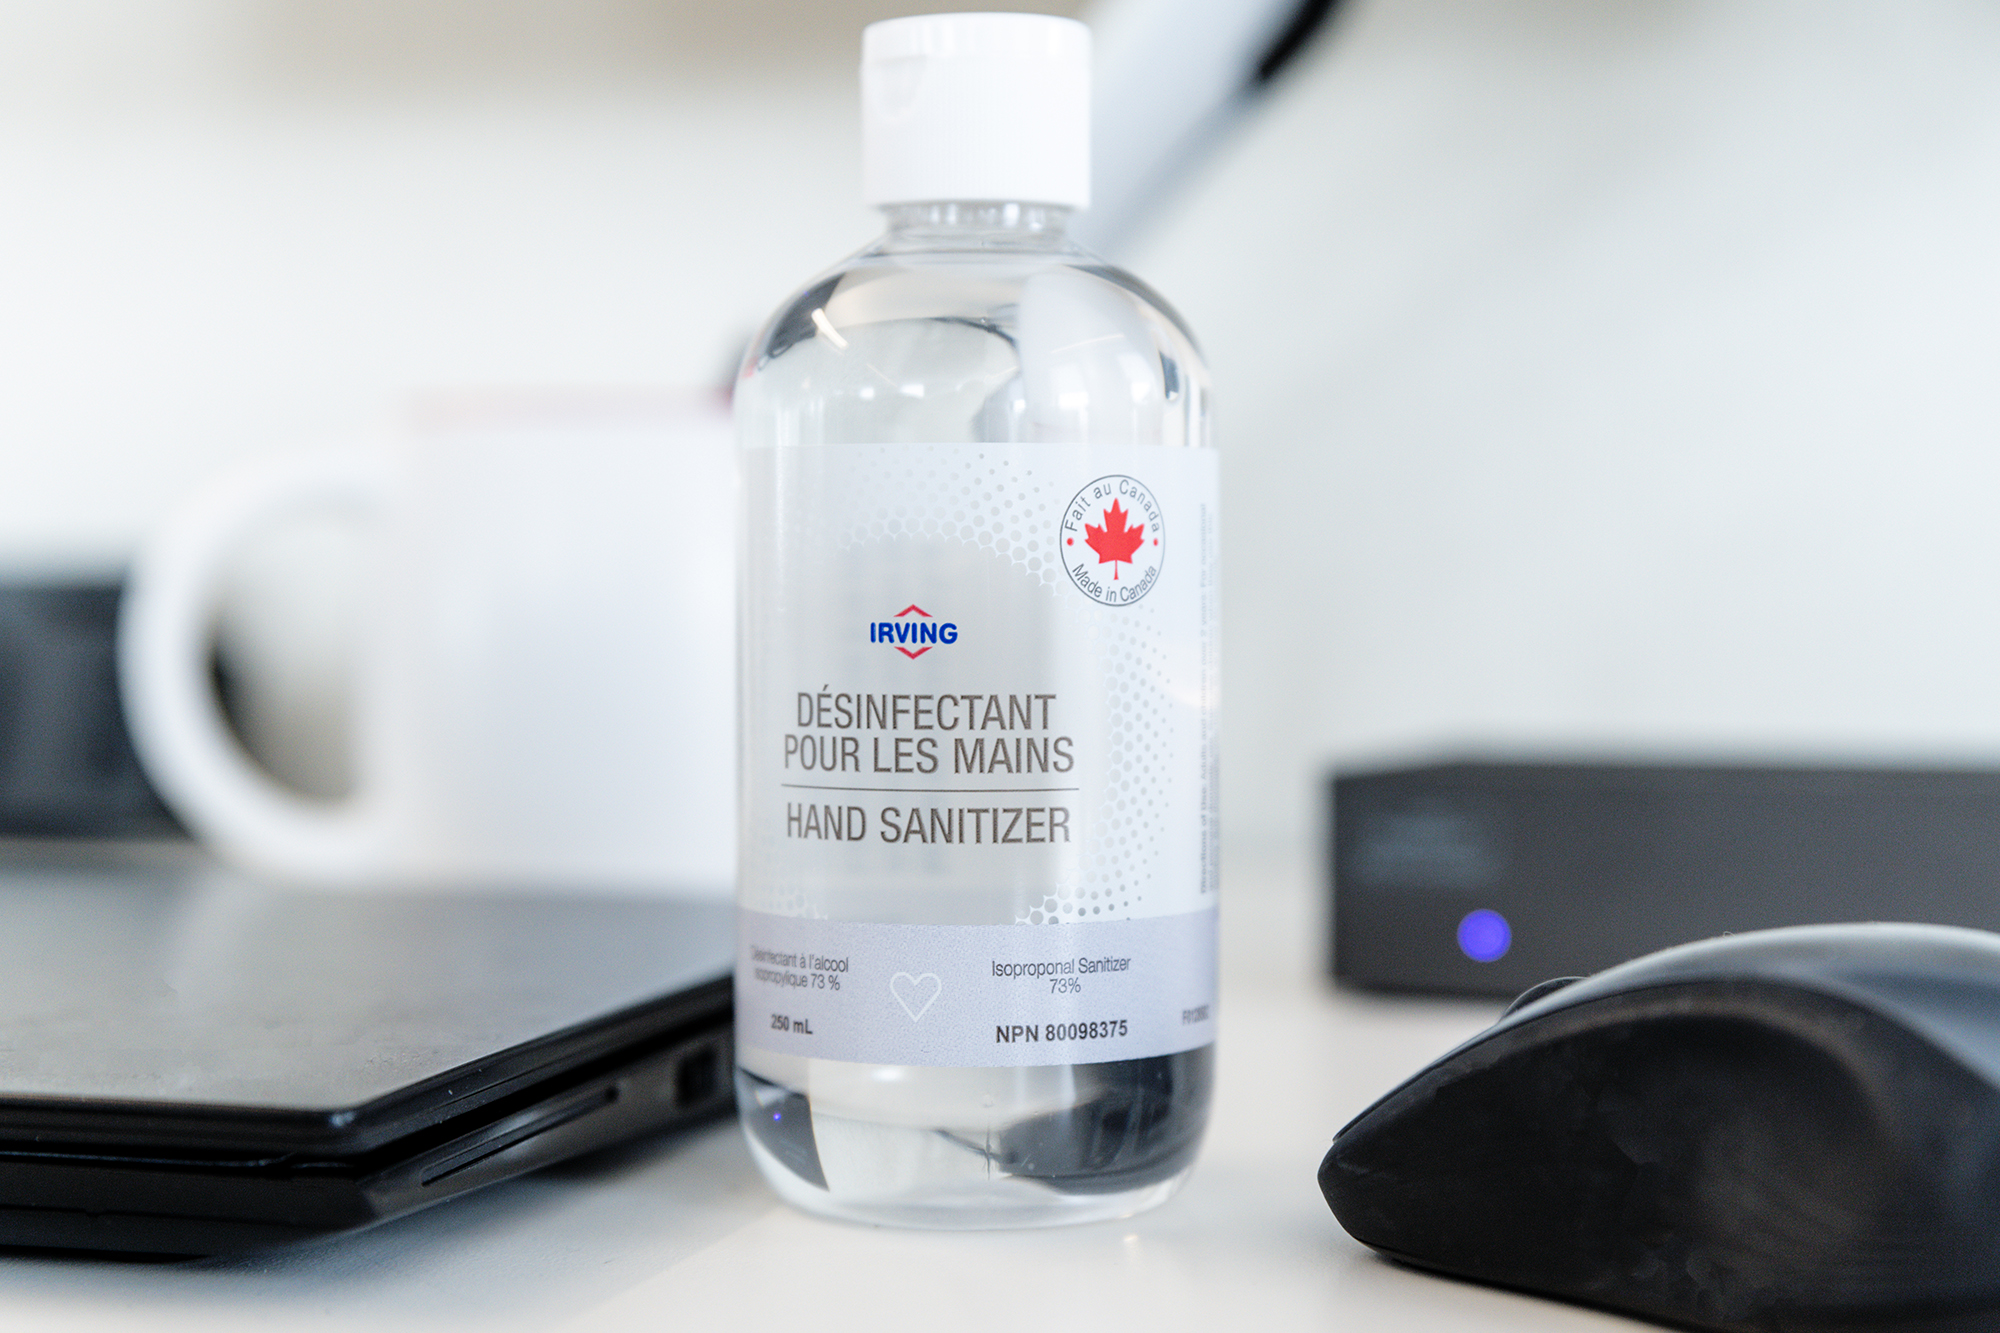 Fait au Canada
Made in Canada
IRVING
DÉSINFECTANT
POUR LES MAINS
HAND SANITIZER
Désinfectant à l'alcool
isopropylique 73 %
250 mL
Isoproponal Sanitizer
73%
NPN 80098375